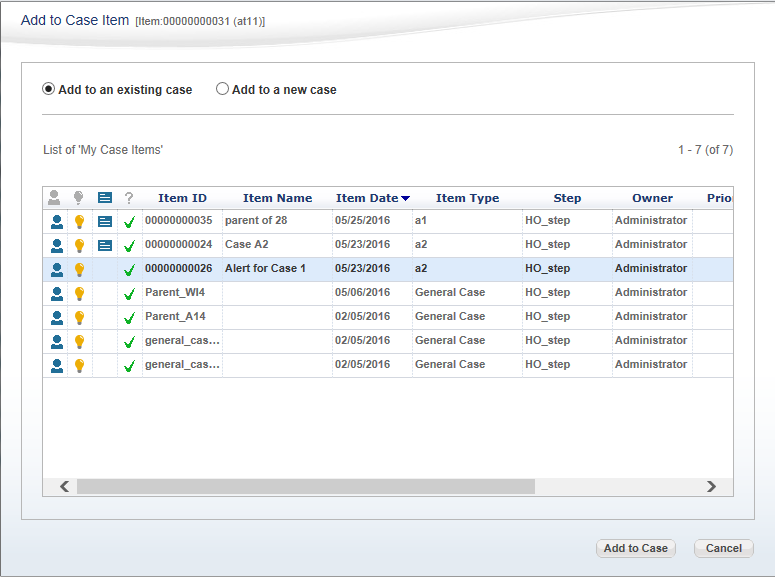 Add to Case Item [Item:00000000031 (at11)]
Add to an existing case Add to a new case
List of 'My Case Items' 1 - 7 (of 7)
? Item ID Item Name Item Date Item Type Step Owner Prio
00000000035 parent of 28 05/25/2016 a1 HO_step Administrator
00000000024 Case A2 05/23/2016 a2 HO_step Administrator
00000000026 Alert for Case 1 05/23/2016 a2 HO_step Administrator
Parent_WI4 05/06/2016 General Case HO_step Administrator
Parent_A14 02/05/2016 General Case HO_step Administrator
general_cas... 02/05/2016 General Case HO_step Administrator
general_cas... 02/05/2016 General Case HO_step Administrator
Add to Case Cancel